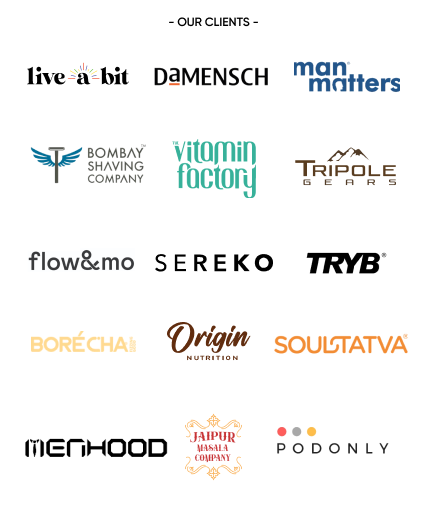 - OUR CLIENTS -
live-a-bit
DaMENSCH
man
matters
BOMBAY
SHAVING
COMPANY
THE
vitamin
factory
TRIPOLE
GEARS
flow&mo
SEREKO
TRYB®
BORÉCHA
Origin
NUTRITION
SOULTATVA®
MENHOOD
JAIPUR
MASALA
COMPANY
PODONLY